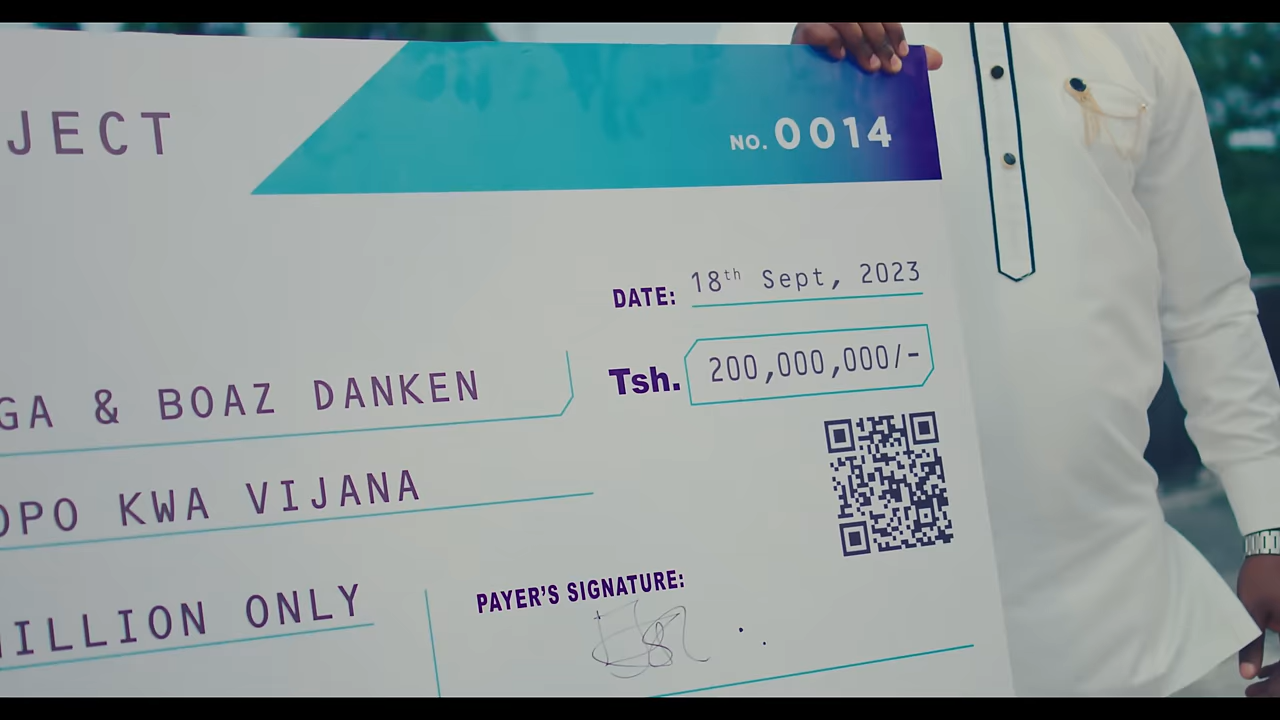 JECT
NO. 0014
DATE: 18th Sept, 2023
GA & BOAZ DANKEN
Tsh. 200,000,000/-
OPO KWA VIJANA
ILLION ONLY
PAYER'S SIGNATURE: